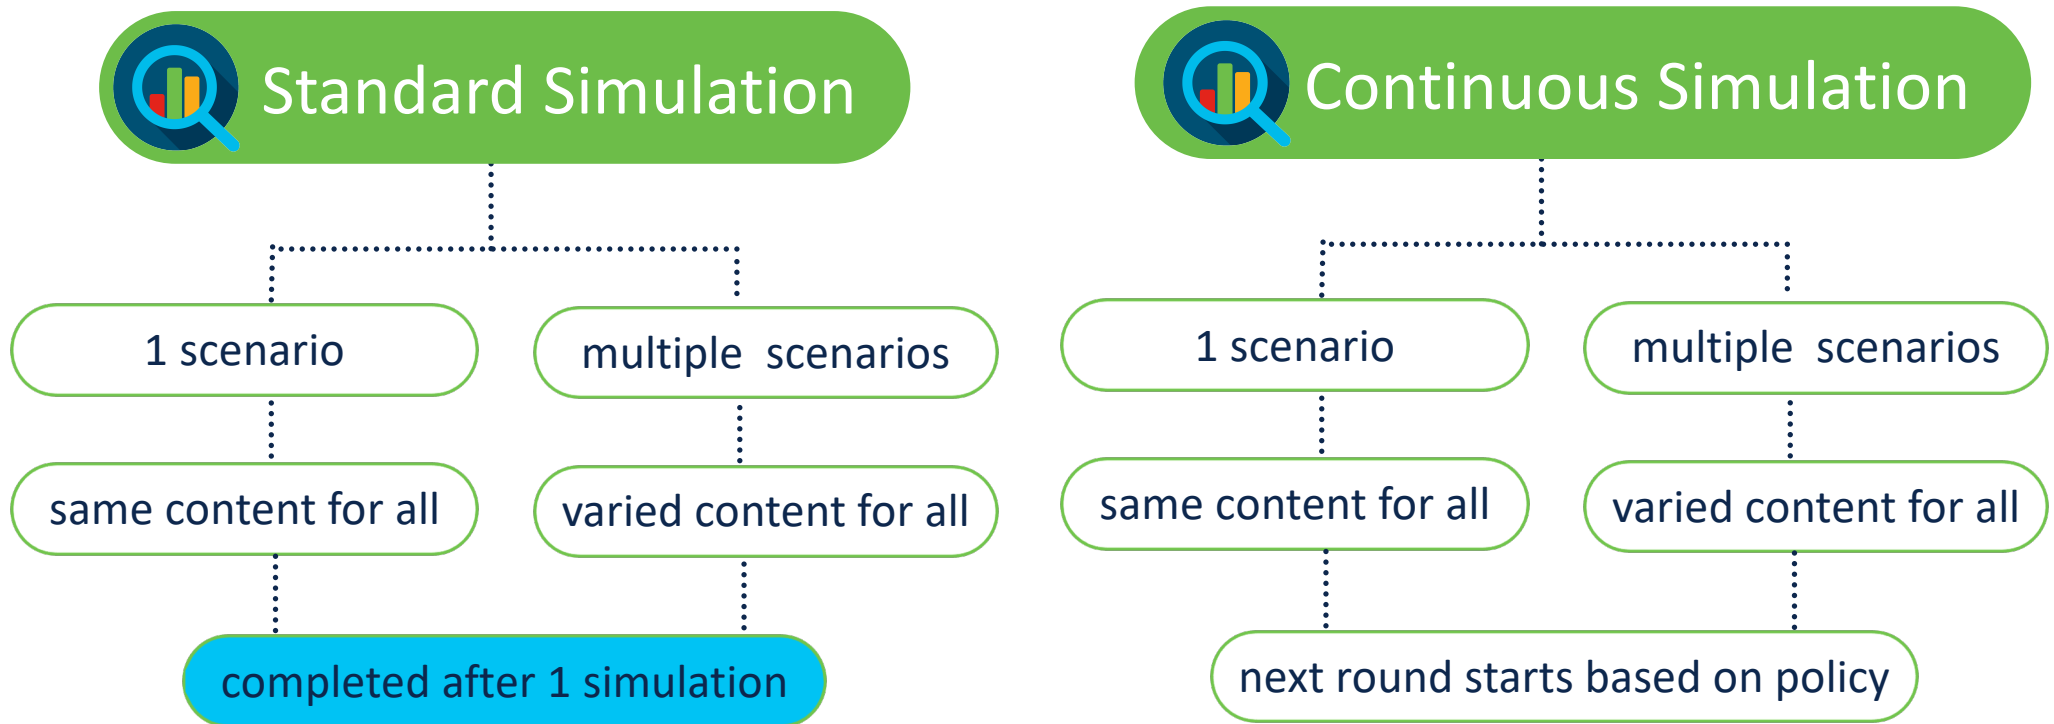 Standard Simulation
1 scenario
multiple  scenarios
same content for all
varied content for all
completed after 1 simulation
Continuous Simulation
1 scenario
multiple  scenarios
same content for all
varied content for all
next round starts based on policy